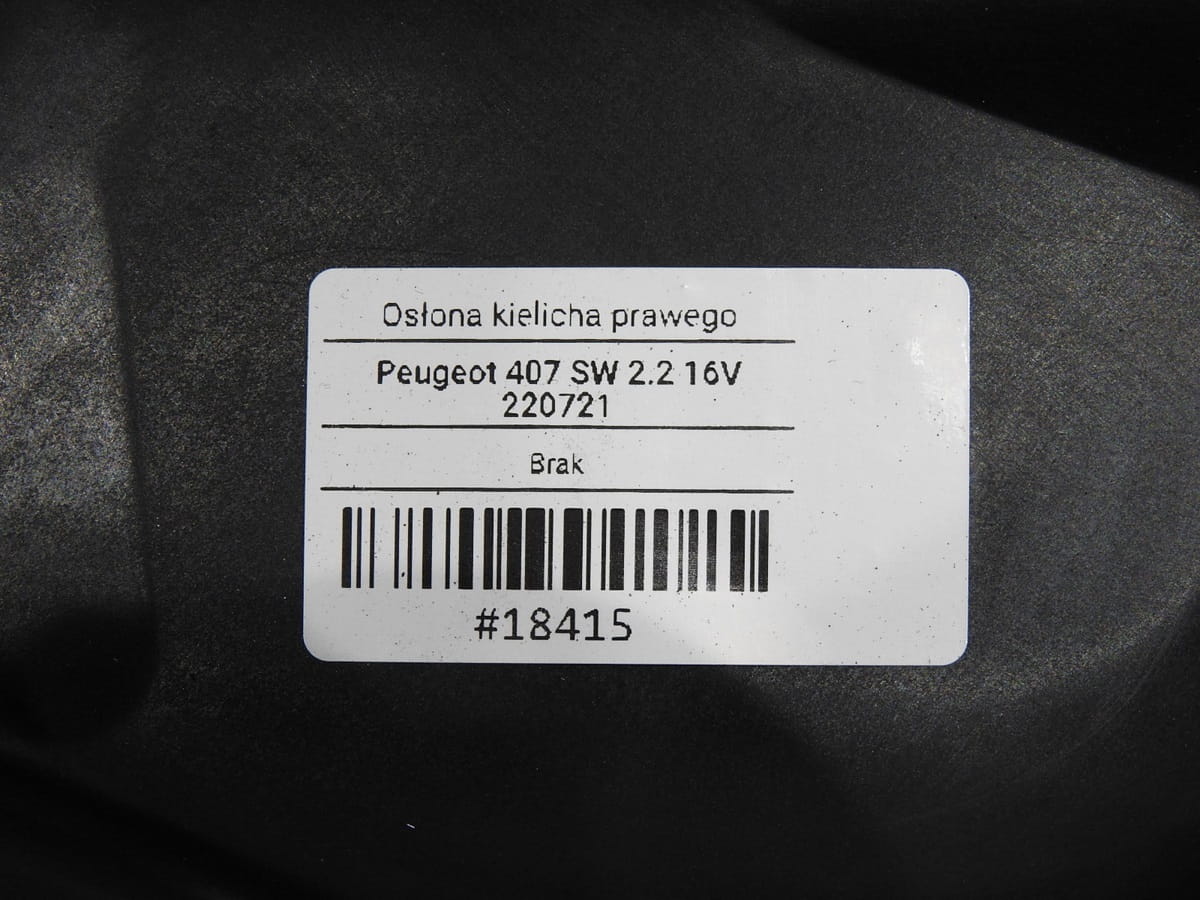 Osłona kielicha prawego
Peugeot 407 SW 2.2 16V
220721
Brak
#18415